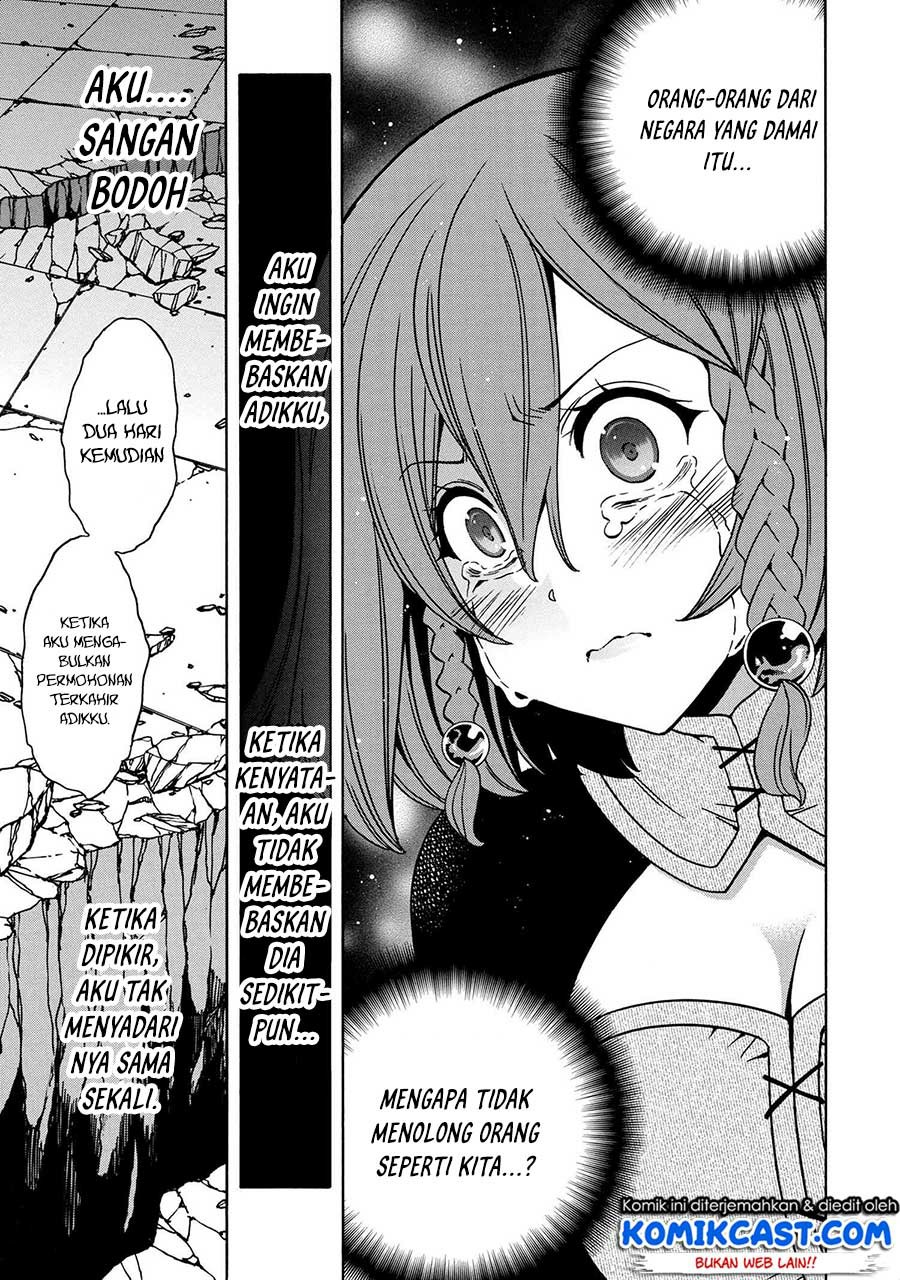 ORANG-ORANG DARI
NEGARA YANG DAMAI
ITU...
MENGAPA TIDAK
MENOLONG ORANG
SEPERTI KITA...?
AKU
INGIN
MEMBE-
BASKAN
ADIKKU,
KETIKA
KENYATA-
AN, AKU
TIDAK
MEMBE-
BASKAN
DIA
SEDIKIT-
PUN...
AKU....
SANGAN
BODOH
...LALU
DUA HARI
KEMUDIAN
KETIKA
AKU MENGA-
BULKAN
PERMOHONAN
TERKAHIR
ADIKKU.
KETIKA
DIPIKIR,
AKU TAK
MENYADARI
NYA SAMA
SEKALI.
Komik ini diterjemahkan & diedit oleh
KOMIKCAST.COM
BUKAN WEB LAIN!!